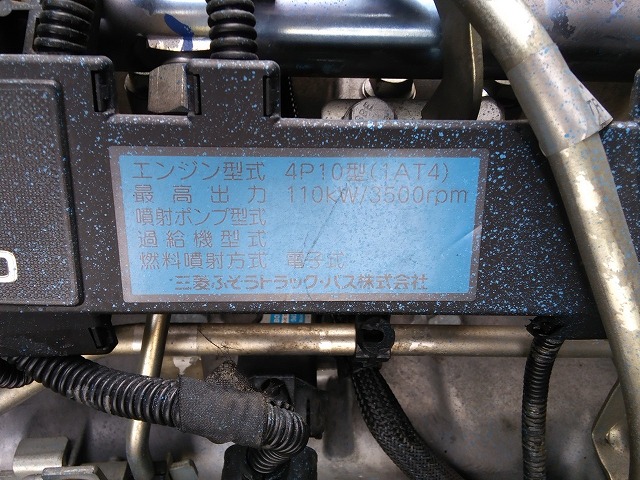 エンジン型式 4P10型(1AT4)
最高出力 110kW/3500rpm
噴射ポンプ型式
過給機型式
燃料噴射方式 電子式
三菱ふそうトラック・バス株式会社